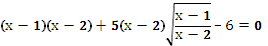 (x − 1)(x − 2) + 5(x − 2)√((x − 1)/(x − 2)) − 6 = 0